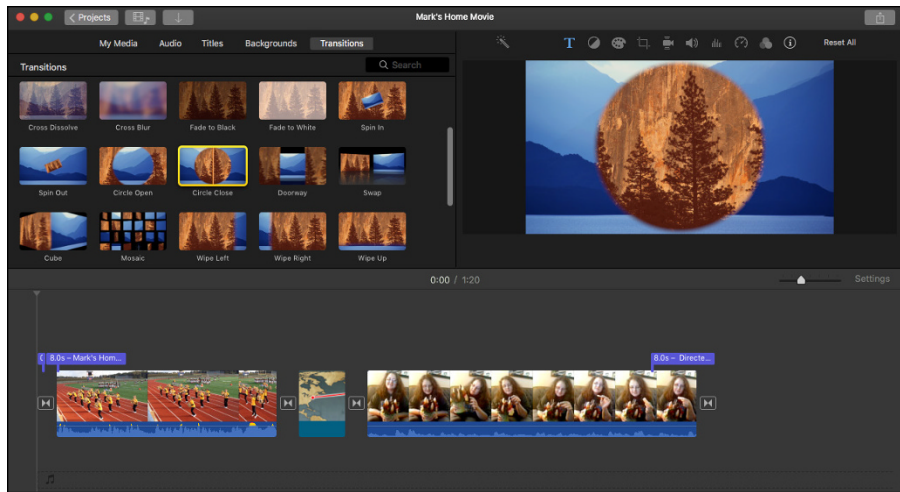 Projects
Mark's Home Movie
My Media Audio Titles Backgrounds Transitions
Reset All
Transitions
Search
Cross Dissolve Cross Blur Fade to Black Fade to White Spin In
Spin Out Circle Open Circle Close Doorway Swap
Cube Mosaic Wipe Left Wipe Right Wipe Up
0:00 / 1:20
Settings
8.0s – Mark's Hom...
8.0s – Directe...